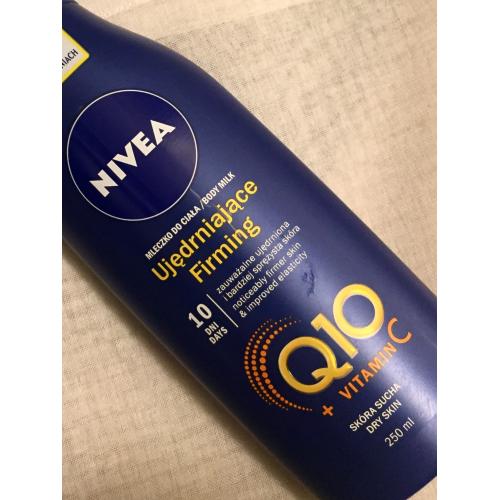 NIVEA
MLECZKO DO CIAŁA / BODY MILK
Ujędrniające
Firming
10
DNI
DAYS
zauważalne ujędrniona
i bardziej sprężysta skóra
noticeably firmer skin
& improved elasticity
Q10
+ VITAMIN C
SKÓRA SUCHA
DRY SKIN
250 ml